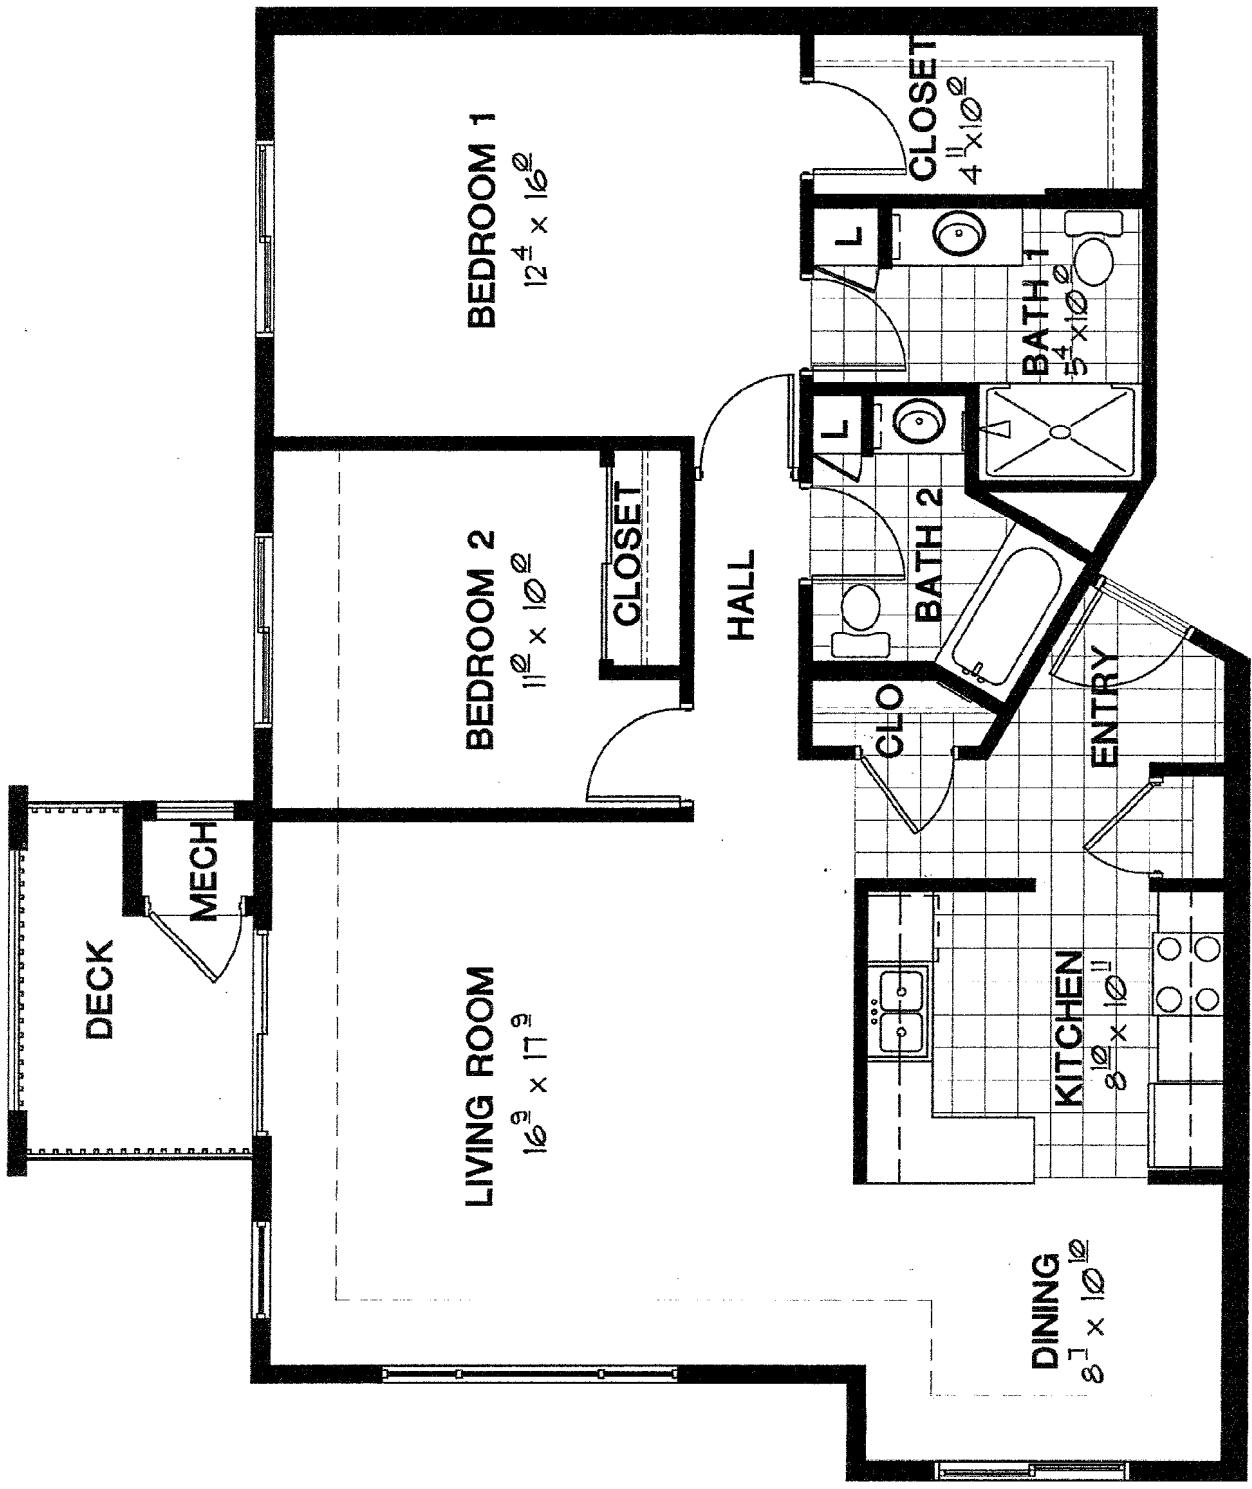 BEDROOM 1
12⁴ x 16⁰
CLOSET
4¹¹ x 10⁰
L
BATH 1
5⁴ x 10⁰
BEDROOM 2
11⁰ x 10⁰
CLOSET
HALL
L
BATH 2
CLO
ENTRY
MECH
DECK
LIVING ROOM
16⁹ x 17⁹
KITCHEN
8¹⁰ x 10¹¹
DINING
8⁷ x 10¹⁰